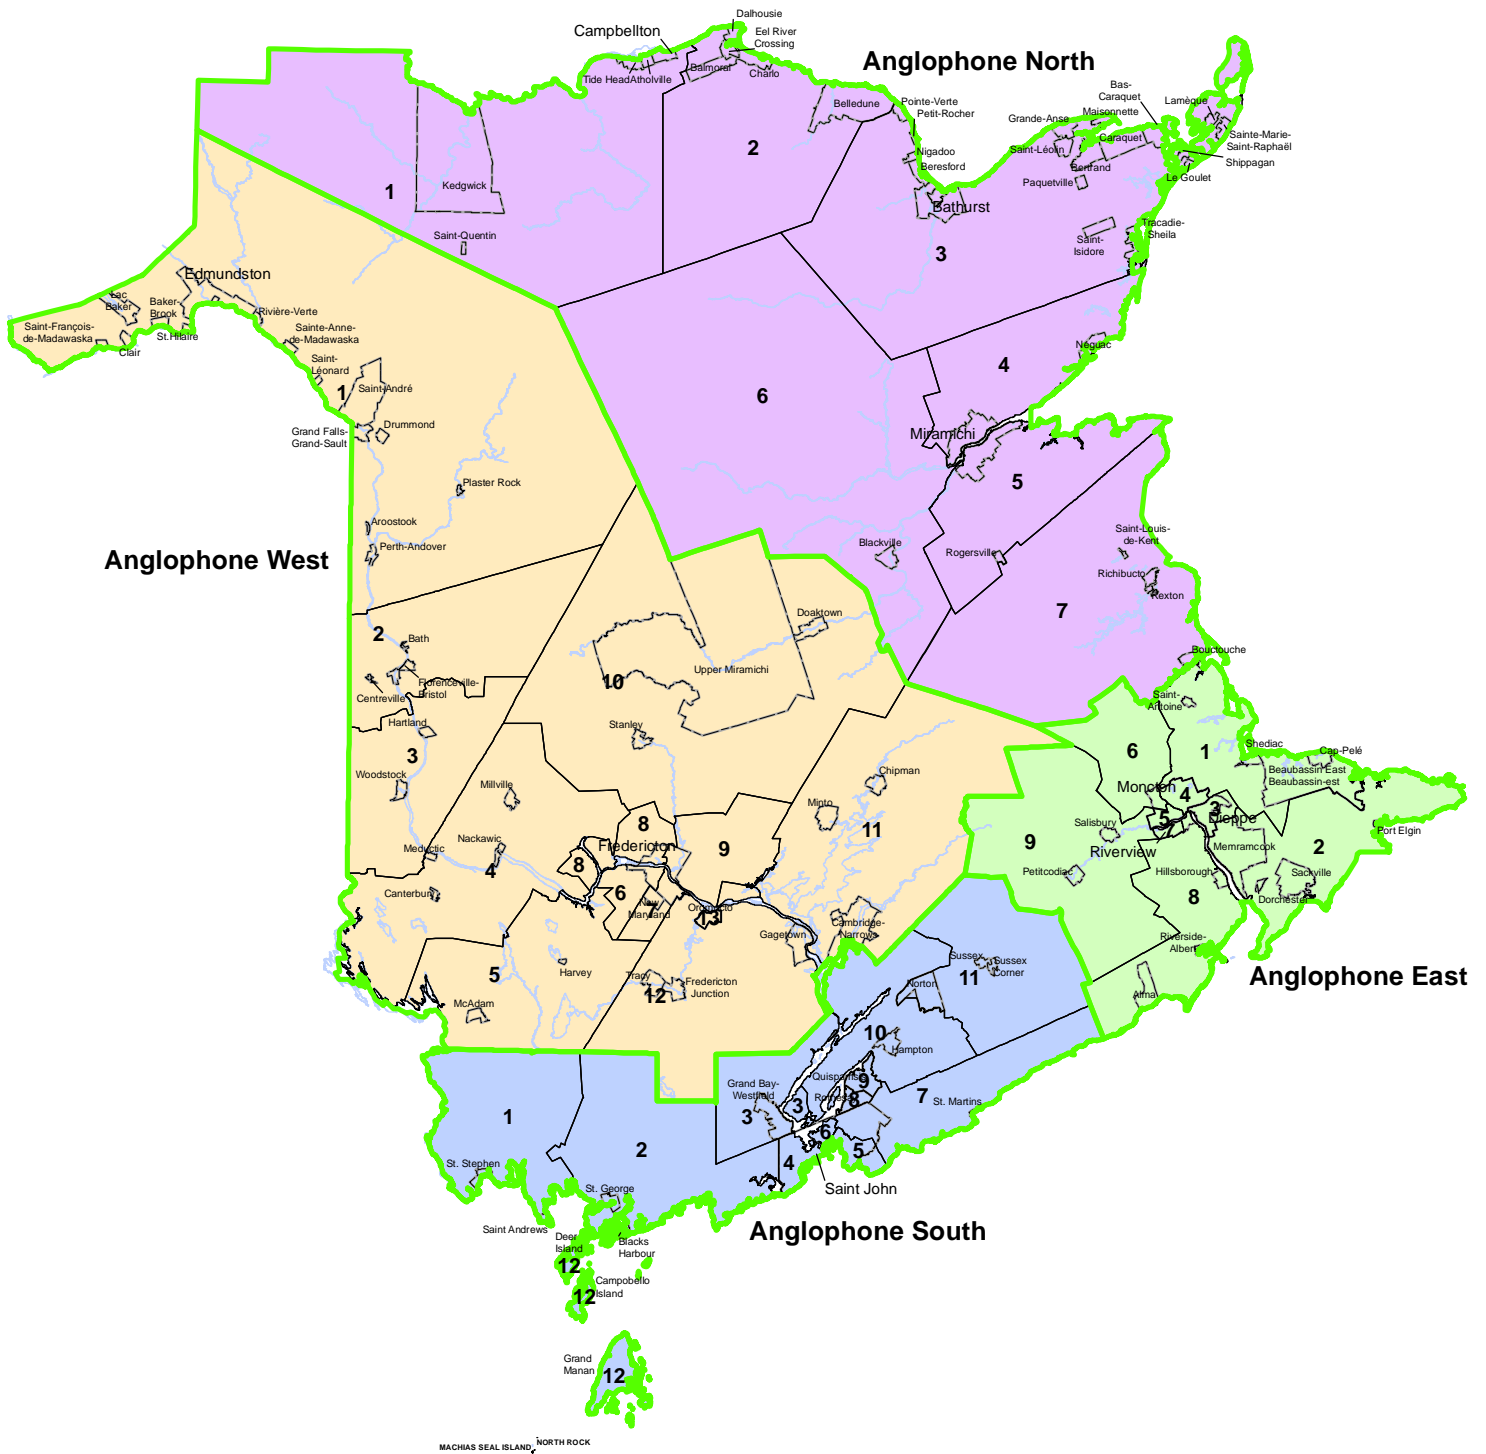 Dalhousie
Campbellton
Eel River
Crossing
Anglophone North
Tide Head
Atholville
Balmoral
Charlo
Belledune
Pointe-Verte
Petit-Rocher
Nigadoo
Beresford
Bathurst
Bas-
Caraquet
Maisonnette
Grande-Anse
Lamèque
Saint-Léolin
Caraquet
Sainte-Marie-
Saint-Raphaël
Shippagan
Bertrand
Le Goulet
Paquetville
Saint-
Isidore
Tracadie-
Sheila
1
Kedgwick
Saint-Quentin
2
3
4
Néguac
6
Miramichi
5
Rogersville
Blackville
7
Saint-Louis-
de-Kent
Richibucto
Rexton
Bouctouche
Edmundston
Lac
Baker
Baker-
Brook
Saint-François-
de-Madawaska
Clair
St.Hilaire
Rivière-Verte
Sainte-Anne-
de-Madawaska
Saint-
Léonard
1
Saint-André
Grand Falls-
Grand-Sault
Drummond
Plaster Rock
Aroostook
Perth-Andover
Anglophone West
2
Bath
Florenceville-
Bristol
Centreville
Hartland
3
Woodstock
Millville
Nackawic
Meductic
4
Canterbury
5
Harvey
McAdam
10
Doaktown
Upper Miramichi
Stanley
8
Fredericton
8
9
6
7
New
Maryland
Oromocto
13
Tracy
12
Fredericton
Junction
Gagetown
Minto
Chipman
11
Cambridge-
Narrows
6
Saint-
Antoine
1
Shediac
Cap-Pelé
Beaubassin East
Beaubassin-est
Moncton
4
3
Dieppe
5
7
Riverview
Salisbury
9
Petitcodiac
Memramcook
2
Port Elgin
Hillsborough
Sackville
Dorchester
8
Riverside-
Albert
Alma
Anglophone East
Sussex
Sussex
Corner
11
Norton
10
Hampton
Quispamsis
9
Rothesay
8
7
St. Martins
Grand Bay-
Westfield
3
3
6
5
4
Saint John
1
2
St. Stephen
St. George
Saint Andrews
Blacks
Harbour
Anglophone South
Deer
Island
12
Campobello
Island
12
Grand
Manan
12
MACHIAS SEAL ISLAND
NORTH ROCK